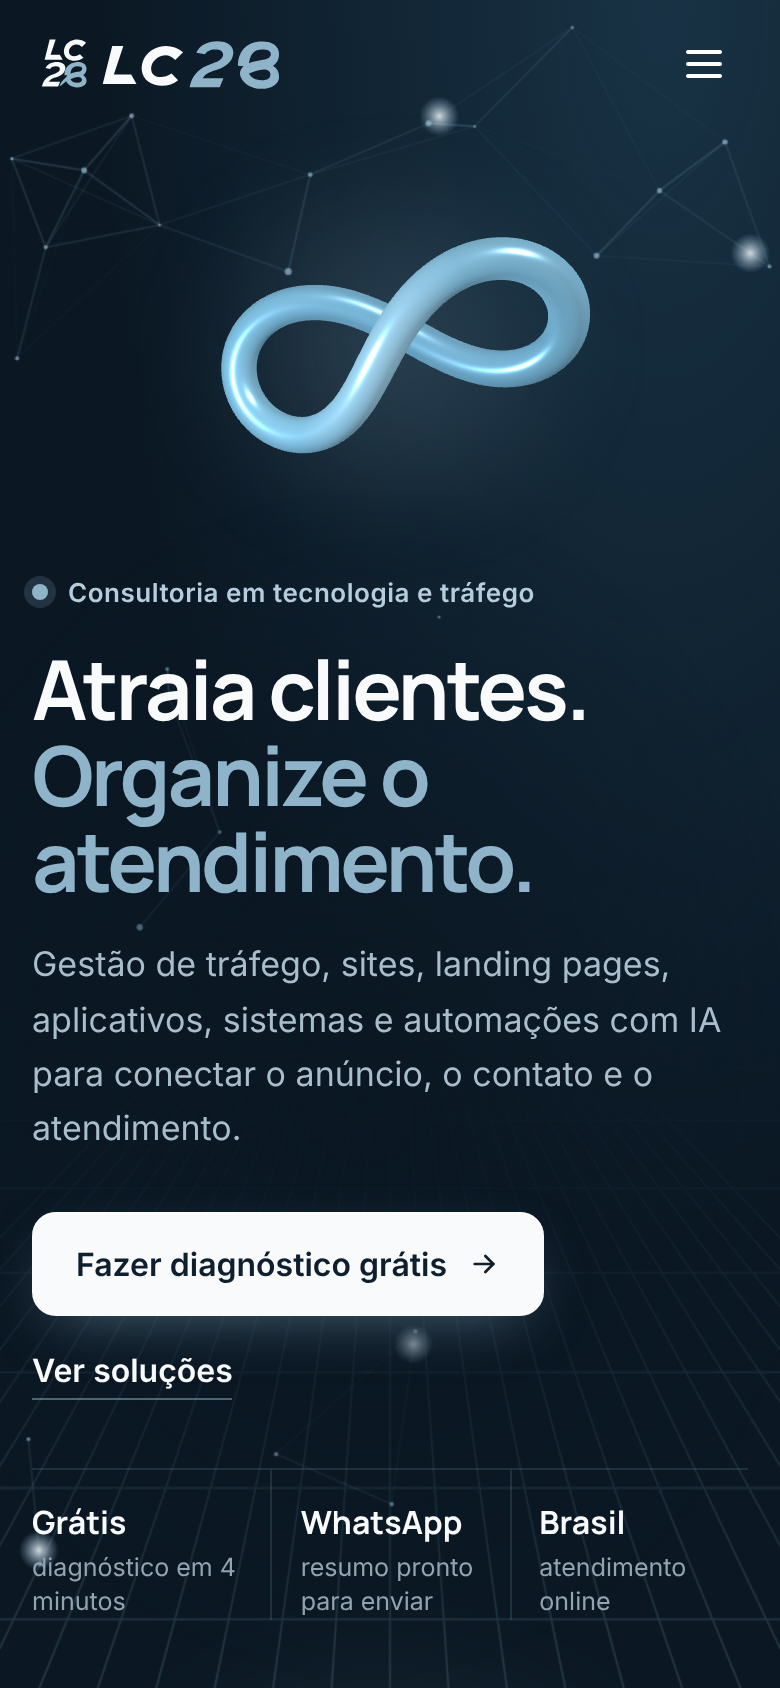 LC
28
LC28
Consultoria em tecnologia e tráfego
Atraia clientes.
Organize o
atendimento.
Gestão de tráfego, sites, landing pages,
aplicativos, sistemas e automações com IA
para conectar o anúncio, o contato e o
atendimento.
Fazer diagnóstico grátis →
Ver soluções
Grátis
diagnóstico em 4
minutos
WhatsApp
resumo pronto
para enviar
Brasil
atendimento
online